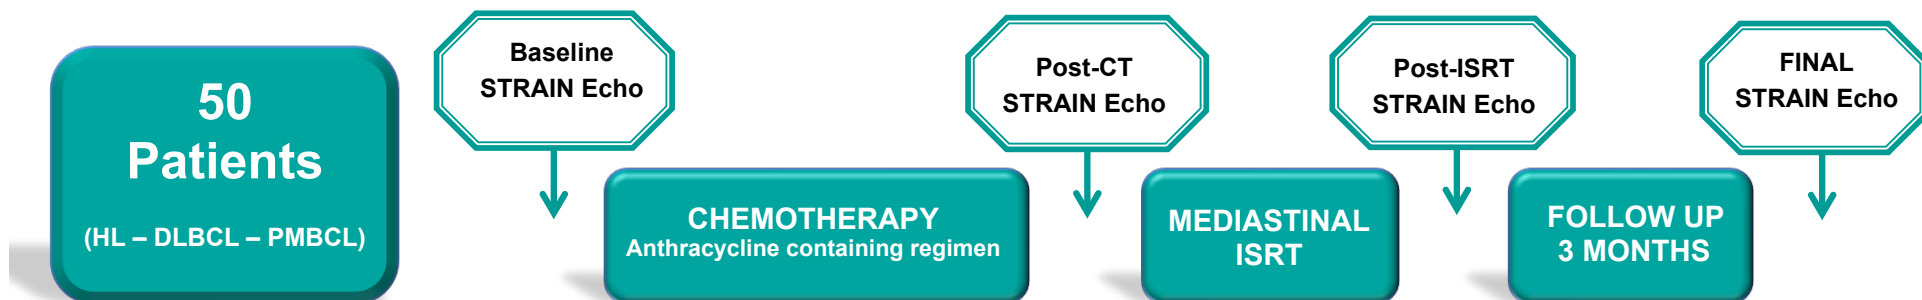 50
Patients
(HL – DLBCL – PMBCL)
Baseline
STRAIN Echo
CHEMOTHERAPY
Anthracycline containing regimen
Post-CT
STRAIN Echo
MEDIASTINAL
ISRT
Post-ISRT
STRAIN Echo
FOLLOW UP
3 MONTHS
FINAL
STRAIN Echo